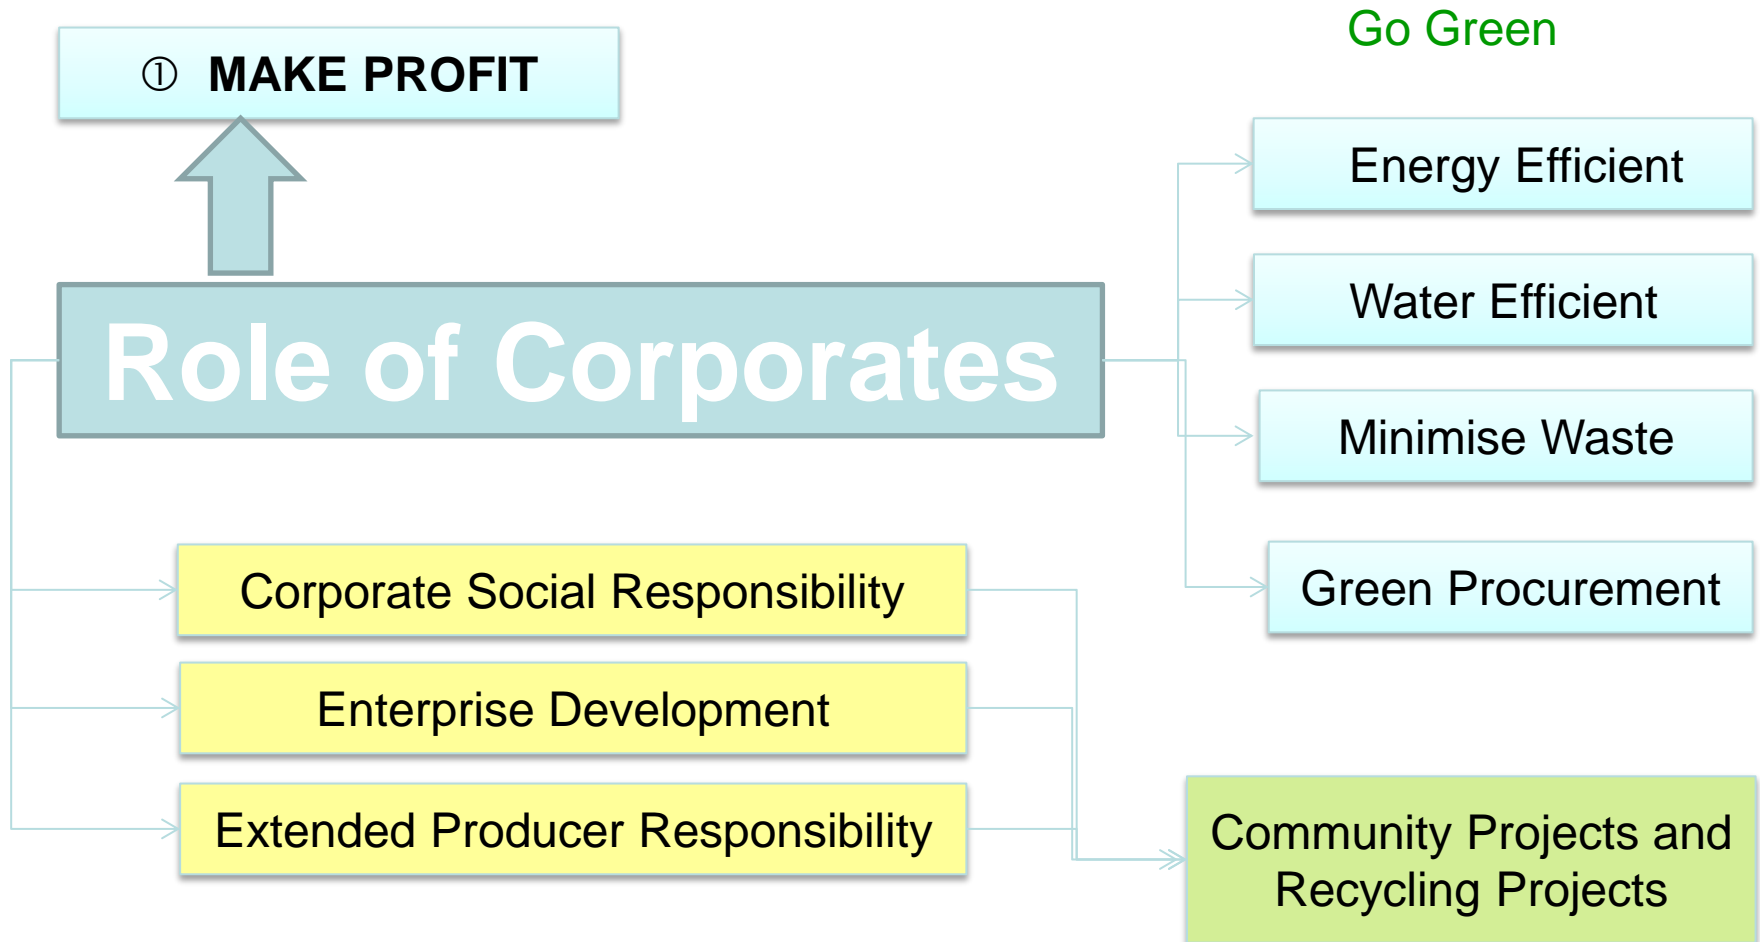 Go Green
① MAKE PROFIT
Energy Efficient
Water Efficient
Role of Corporates
Minimise Waste
Green Procurement
Corporate Social Responsibility
Enterprise Development
Extended Producer Responsibility
Community Projects and
Recycling Projects